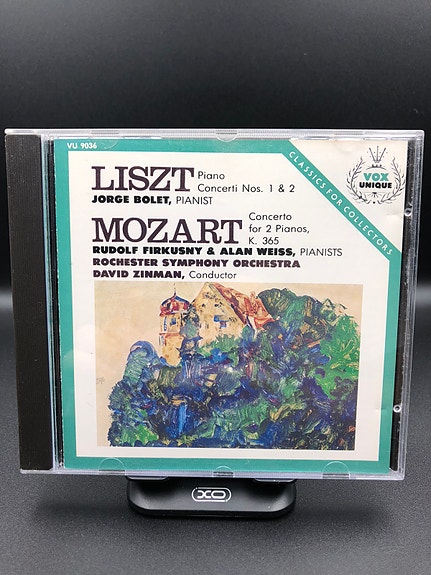 VU 9036
CLASSICS FOR COLLECTORS
VOX
UNIQUE
LISZT Piano
Concerti Nos. 1 & 2
JORGE BOLET, PIANIST
MOZART Concerto
for 2 Pianos,
K. 365
RUDOLF FIRKUSNY & ALAN WEISS, PIANISTS
ROCHESTER SYMPHONY ORCHESTRA
DAVID ZINMAN, Conductor
XO